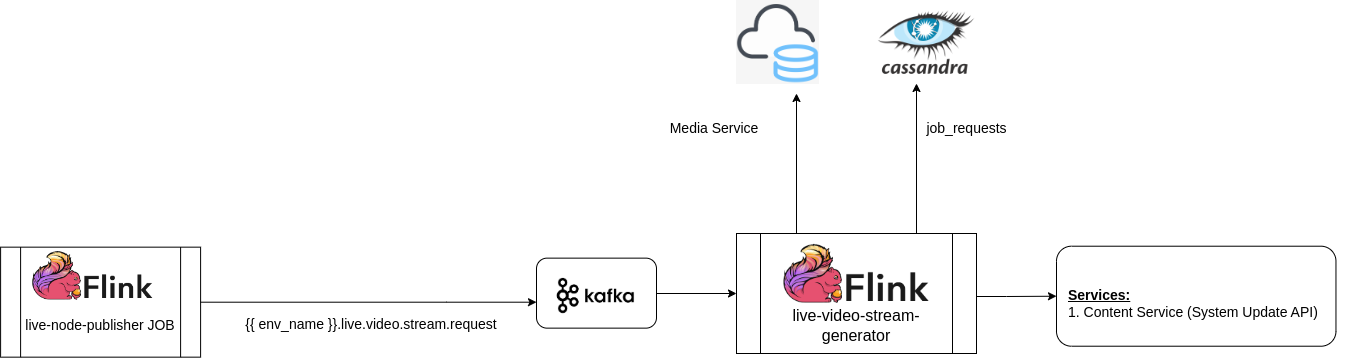 cassandra
Media Service
job_requests
Flink
live-node-publisher JOB
{{ env_name }}.live.video.stream.request
kafka
Flink
live-video-stream-
generator
Services:
1. Content Service (System Update API)